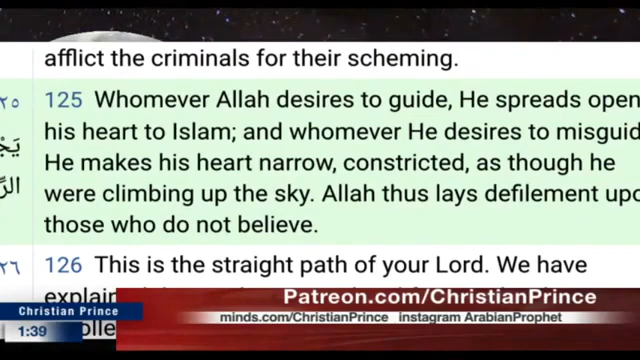 afflict the criminals for their scheming.
125 Whomever Allah desires to guide, He spreads open
his heart to Islam; and whomever He desires to misguid
He makes his heart narrow, constricted, as though he
were climbing up the sky. Allah thus lays defilement upo
those who do not believe.
126 This is the straight path of your Lord. We have
Patreon.com/ChristianPrince
Christian Prince
minds.com/ChristianPrince instagram ArabianProphet
1:39